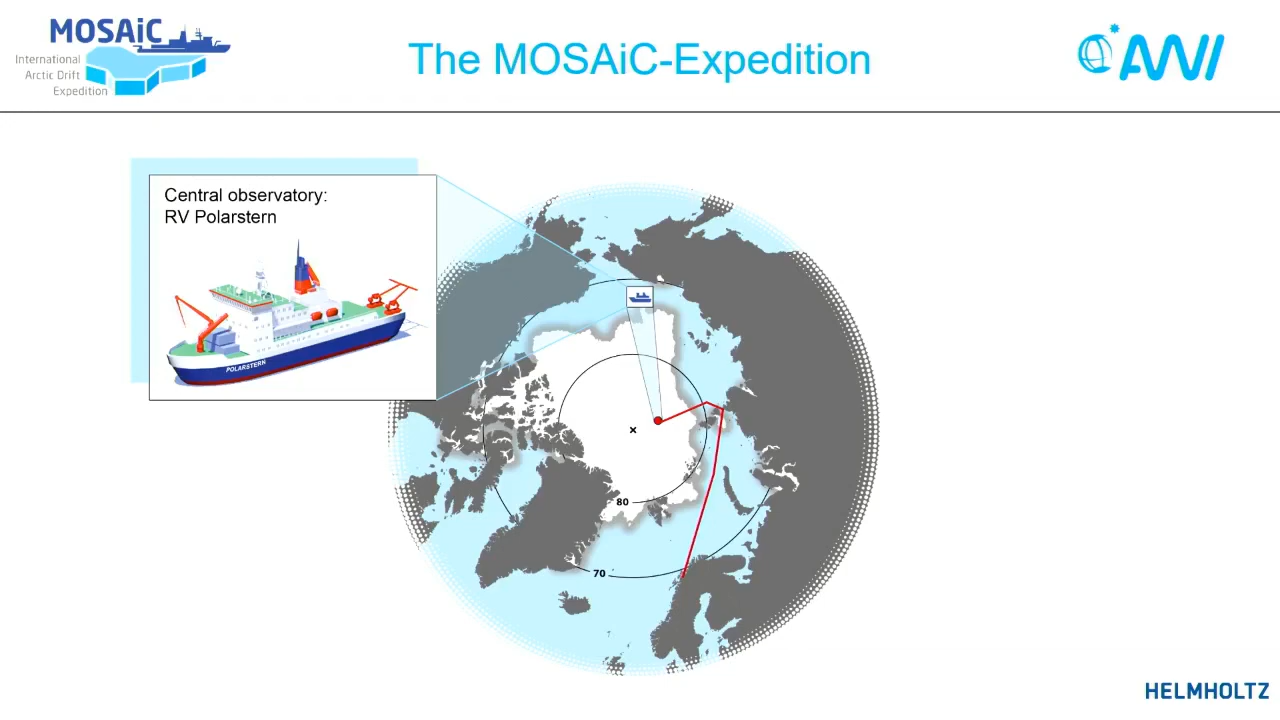 MOSAiC
International
Arctic Drift
Expedition
The MOSAiC-Expedition
AWI
Central observatory:
RV Polarstern
POLARSTERN
80
70
HELMHOLTZ